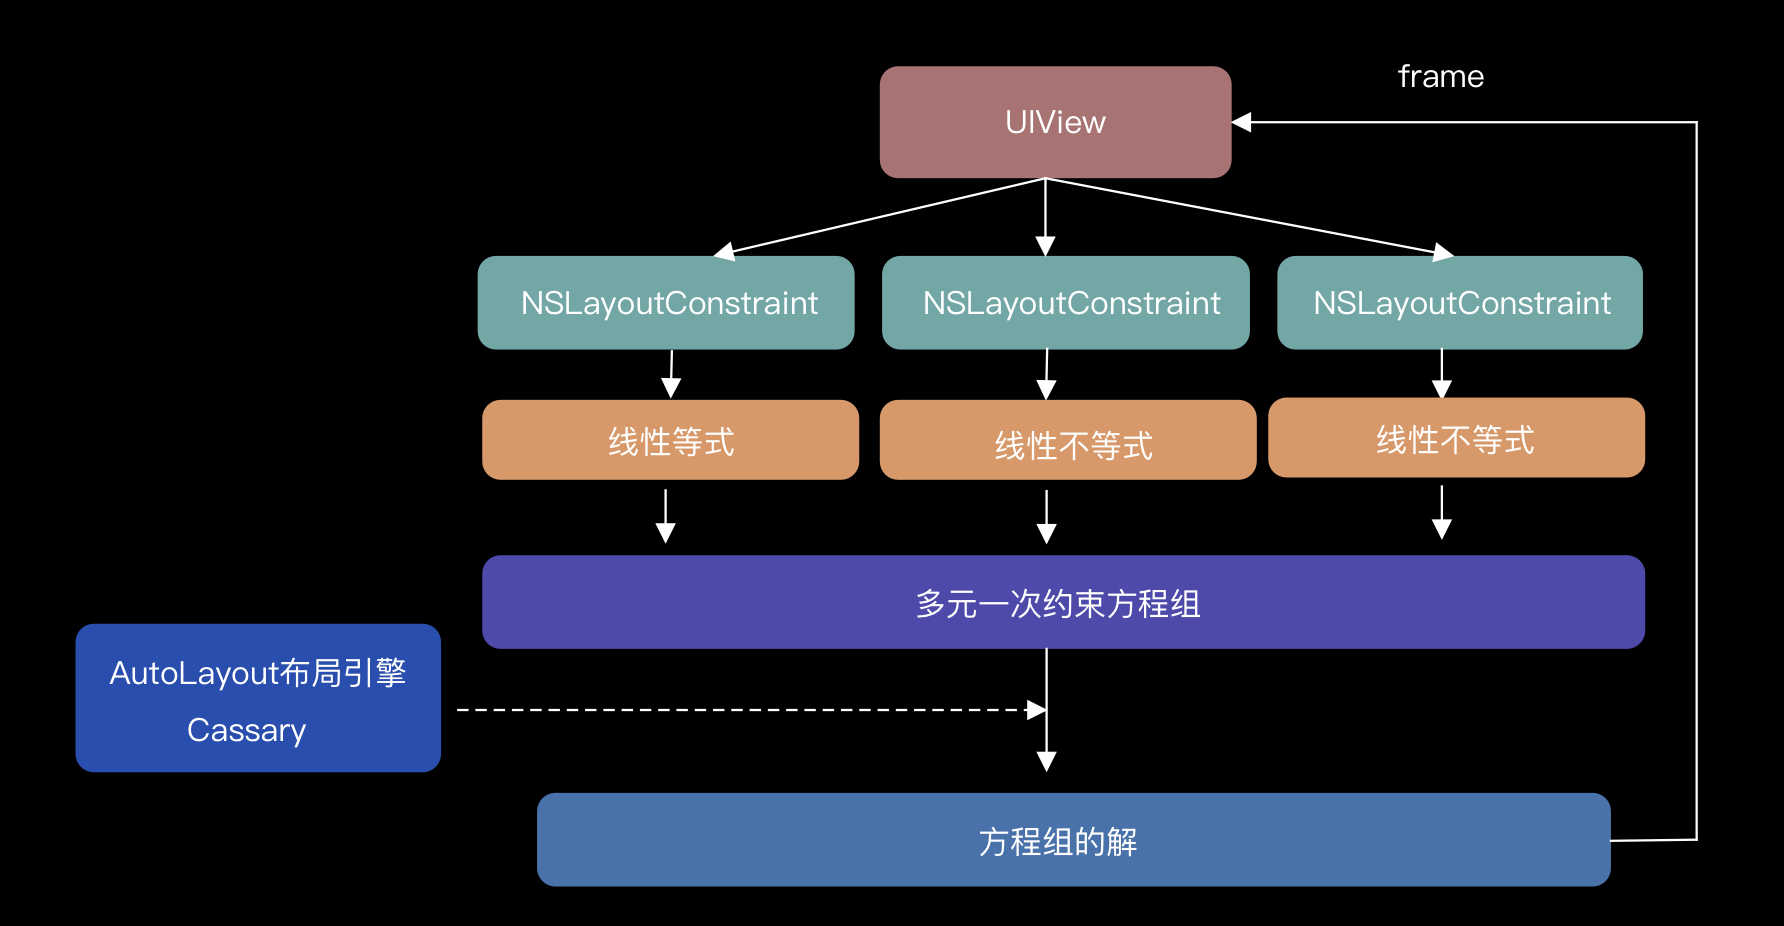 frame
UIView
NSLayoutConstraint
NSLayoutConstraint
NSLayoutConstraint
线性等式
线性不等式
线性不等式
多元一次约束方程组
AutoLayout布局引擎
Cassary
方程组的解